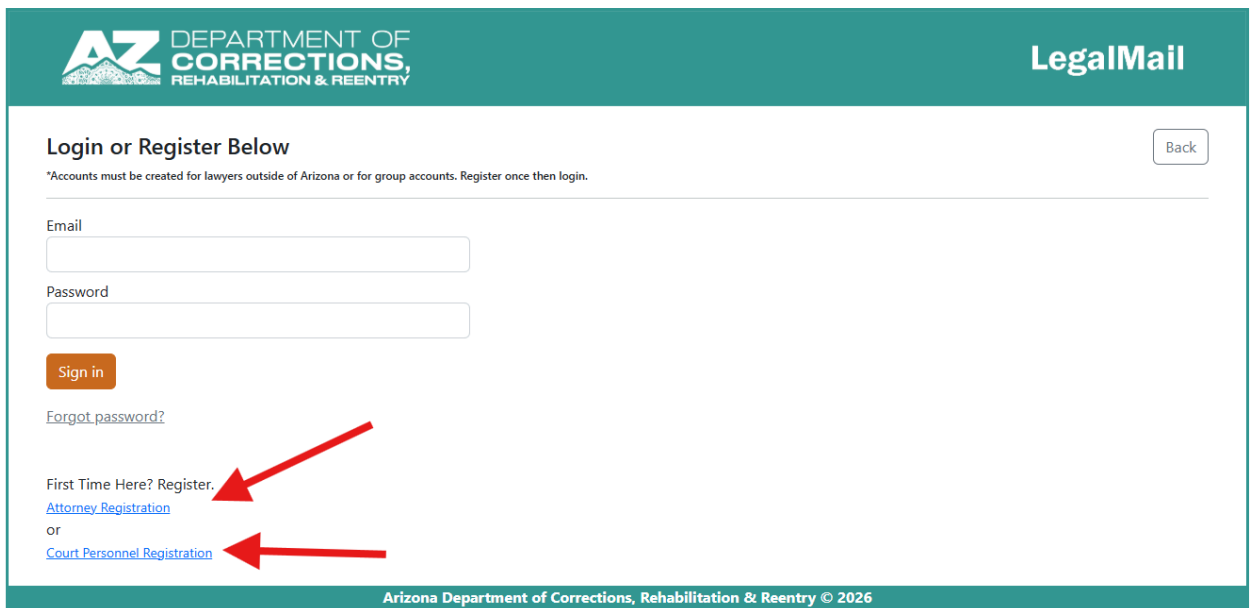 AZ DEPARTMENT OF
CORRECTIONS,
REHABILITATION & REENTRY
LegalMail
Login or Register Below
Back
*Accounts must be created for lawyers outside of Arizona or for group accounts. Register once then login.
Email
Password
Sign in
Forgot password?
First Time Here? Register.
Attorney Registration
or
Court Personnel Registration
Arizona Department of Corrections, Rehabilitation & Reentry © 2026